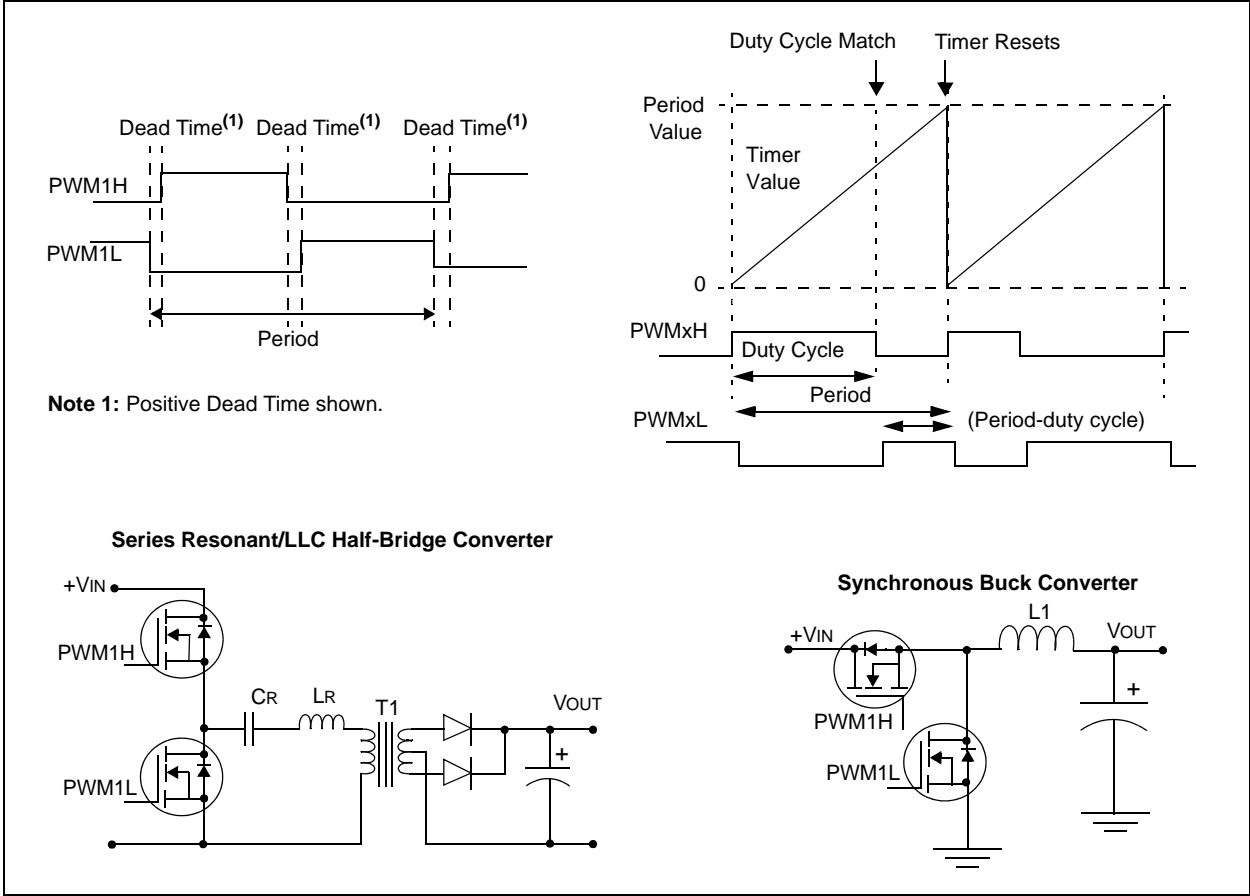 Dead Time(1) Dead Time(1) Dead Time(1)
PWM1H
PWM1L
Period
Note 1: Positive Dead Time shown.
Duty Cycle Match Timer Resets
Period
Value
Timer
Value
0
PWMxH
Duty Cycle
Period
PWMxL
(Period-duty cycle)
Series Resonant/LLC Half-Bridge Converter
+VIN
PWM1H
CR
LR
T1
VOUT
+
PWM1L
Synchronous Buck Converter
L1
+VIN
VOUT
+
PWM1H
PWM1L